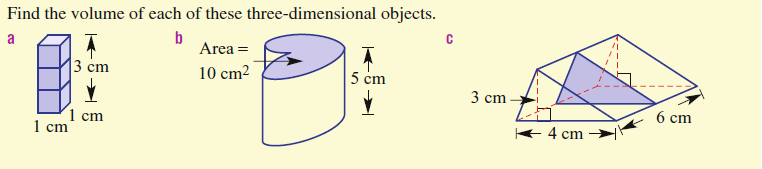 Find the volume of each of these three-dimensional objects.
a
3 cm
1 cm
1 cm
b
Area =
10 cm²
5 cm
c
3 cm
4 cm
6 cm